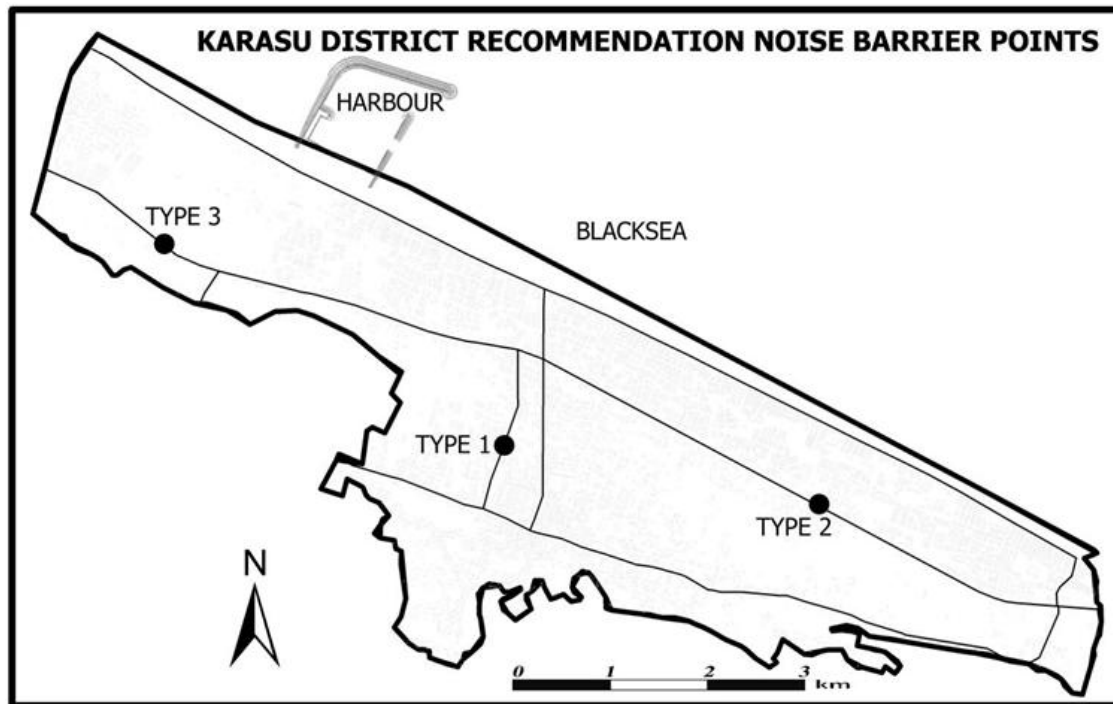 KARASU DISTRICT RECOMMENDATION NOISE BARRIER POINTS
HARBOUR
TYPE 3
BLACKSEA
TYPE 1
TYPE 2
N
0 1 2 3
km